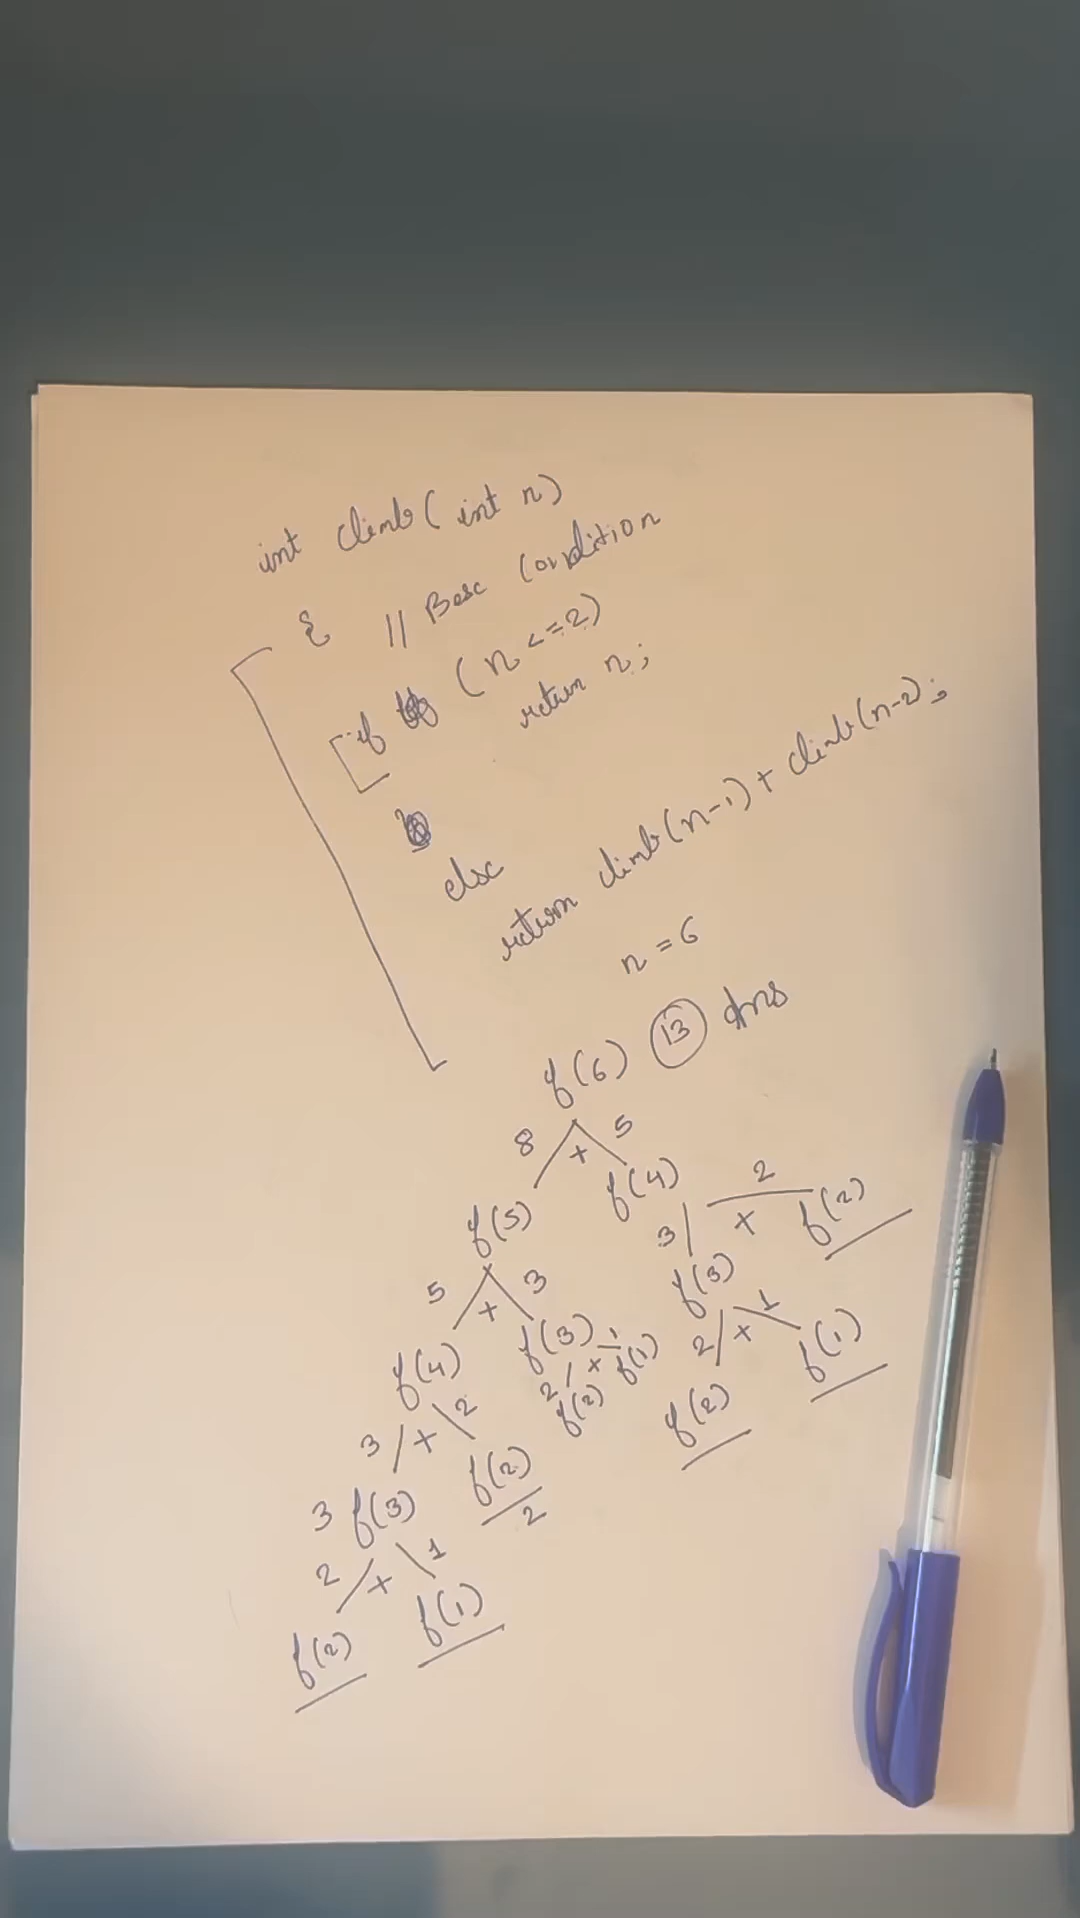 int climb(int n)
{ // Base Condition
if (n <=2)
return n;
else
return climb(n-1) + climb(n-2);
n = 6
f(6) 13 Ans
8 + 5
f(5) f(4)
3 + 2
f(2)
5 + 3
f(3)
f(4) f(3)
2 + 1
f(1)
2 + 1
f(2) f(1)
f(2)
3 + 2
3 f(3) f(2)
2
2 + 1
f(2) f(1)